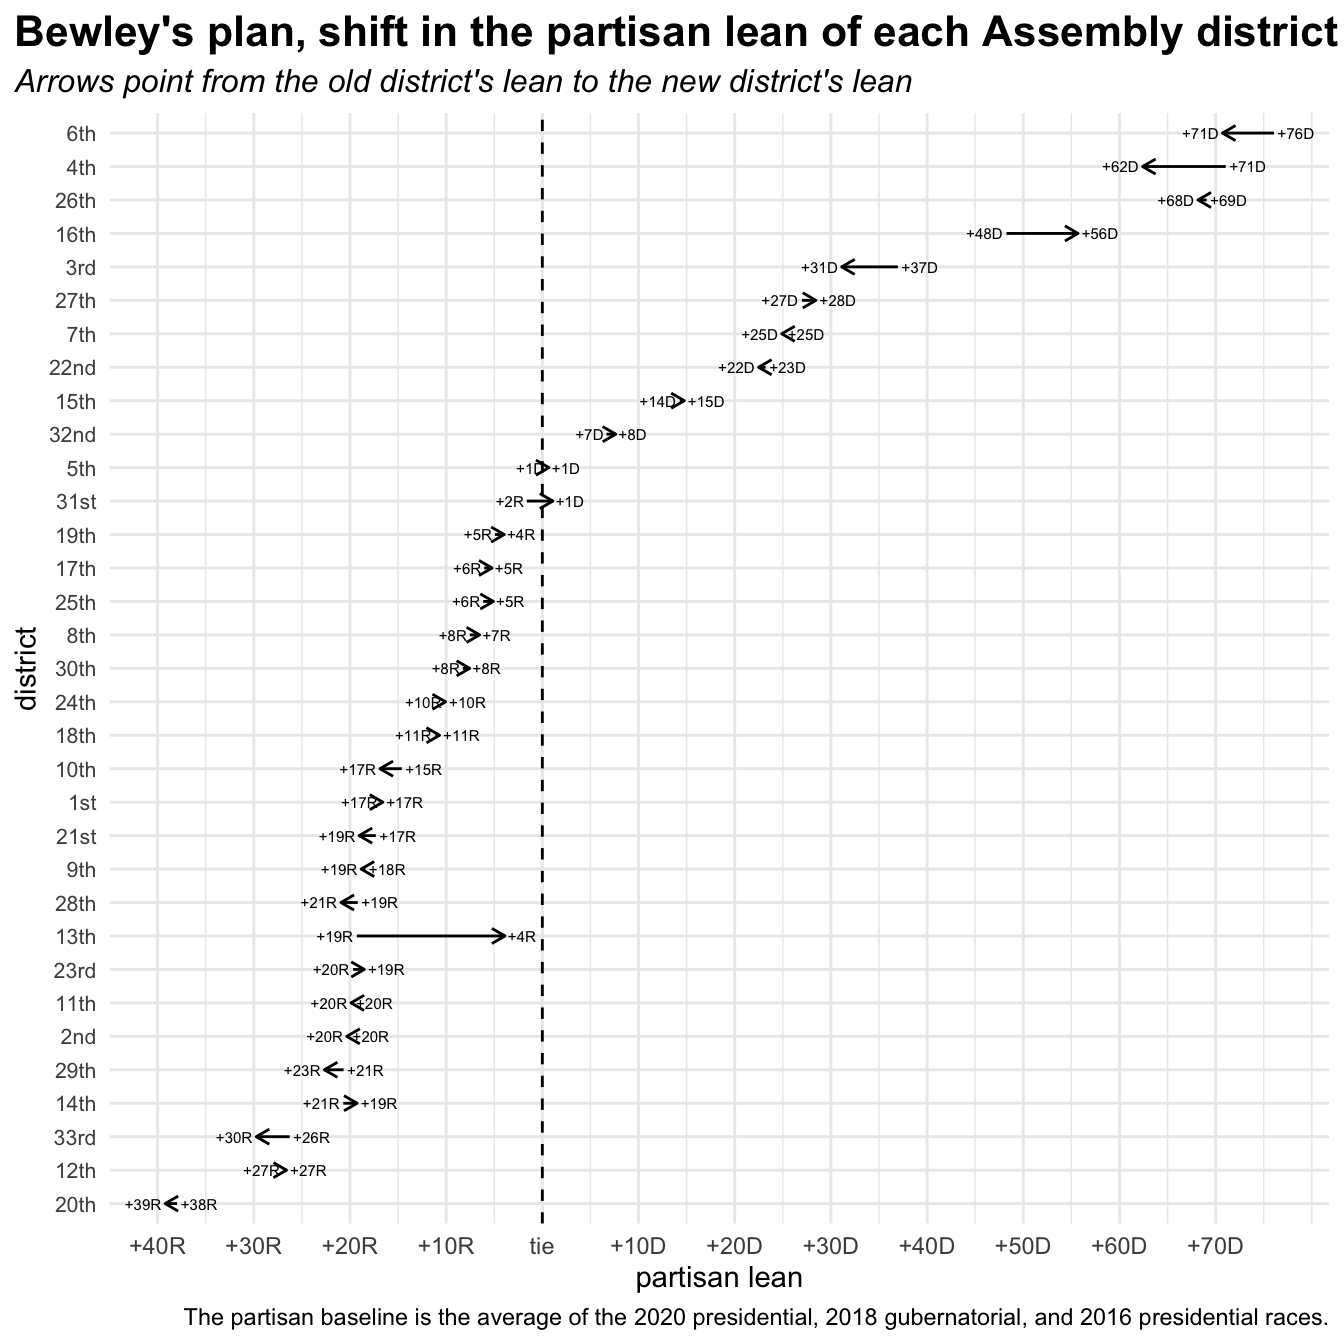 Bewley's plan, shift in the partisan lean of each Assembly district
Arrows point from the old district's lean to the new district's lean
district
6th +71D +76D
4th +62D +71D
26th +68D +69D
16th +48D +56D
3rd +31D +37D
27th +27D +28D
7th +25D +25D
22nd +22D +23D
15th +14D +15D
32nd +7D +8D
5th +1D +1D
31st +2R +1D
19th +5R +4R
17th +6R +5R
25th +6R +5R
8th +8R +7R
30th +8R +8R
24th +10R +10R
18th +11R +11R
10th +17R +15R
1st +17R +17R
21st +19R +17R
9th +19R +18R
28th +21R +19R
13th +19R +4R
23rd +20R +19R
11th +20R +20R
2nd +20R +20R
29th +23R +21R
14th +21R +19R
33rd +30R +26R
12th +27R +27R
20th +39R +38R
+40R +30R +20R +10R tie +10D +20D +30D +40D +50D +60D +70D
partisan lean
The partisan baseline is the average of the 2020 presidential, 2018 gubernatorial, and 2016 presidential races.